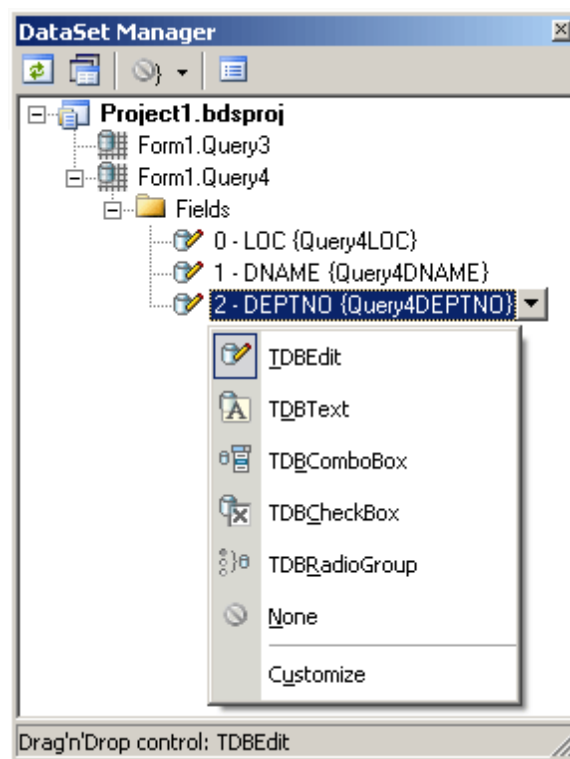 DataSet Manager
Project1.bdsproj
Form1.Query3
Form1.Query4
Fields
0 - LOC {Query4LOC}
1 - DNAME {Query4DNAME}
2 - DEPTNO {Query4DEPTNO}
TDBEdit
TDBText
TDBComboBox
TDBCheckBox
TDBRadioGroup
None
Customize
Drag'n'Drop control: TDBEdit